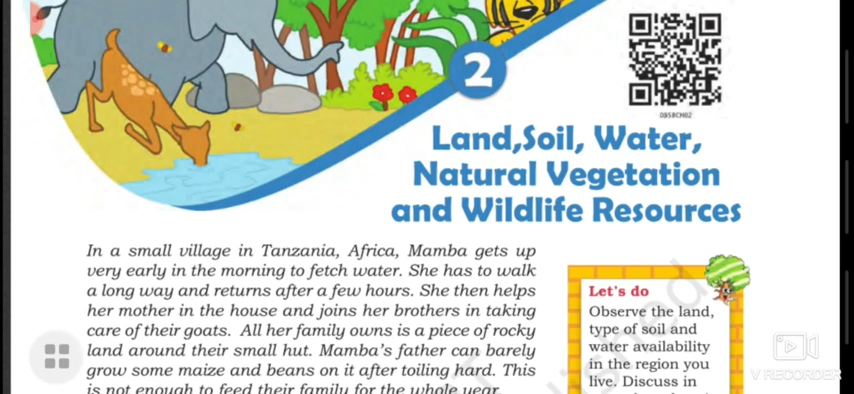 2
0858CH02
Land,Soil, Water,
Natural Vegetation
and Wildlife Resources
In a small village in Tanzania, Africa, Mamba gets up
very early in the morning to fetch water. She has to walk
a long way and returns after a few hours. She then helps
her mother in the house and joins her brothers in taking
care of their goats. All her family owns is a piece of rocky
land around their small hut. Mamba's father can barely
grow some maize and beans on it after toiling hard. This
is not enough to feed their family for the whole year.
Let's do
Observe the land,
type of soil and
water availability
in the region you
live. Discuss in
V RECORDER